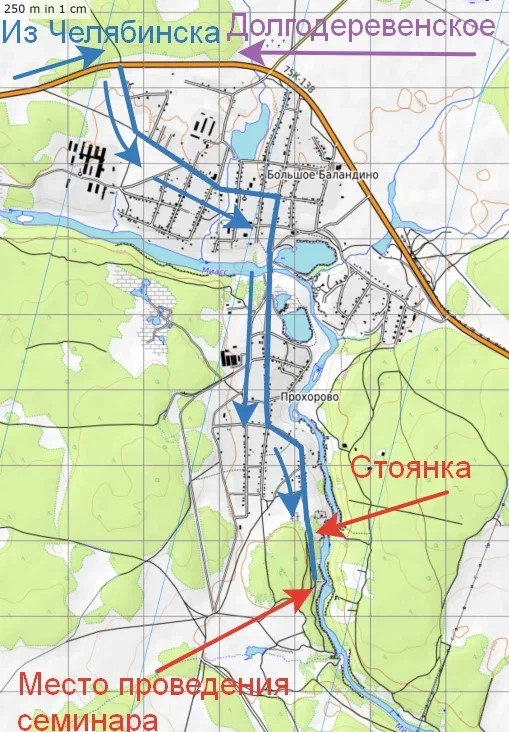 250 m in 1 cm
Из Челябинска
Долгодеревенское
75К-138
Большое Баландино
Миасс
Прохорово
Стоянка
Место проведения
семинара